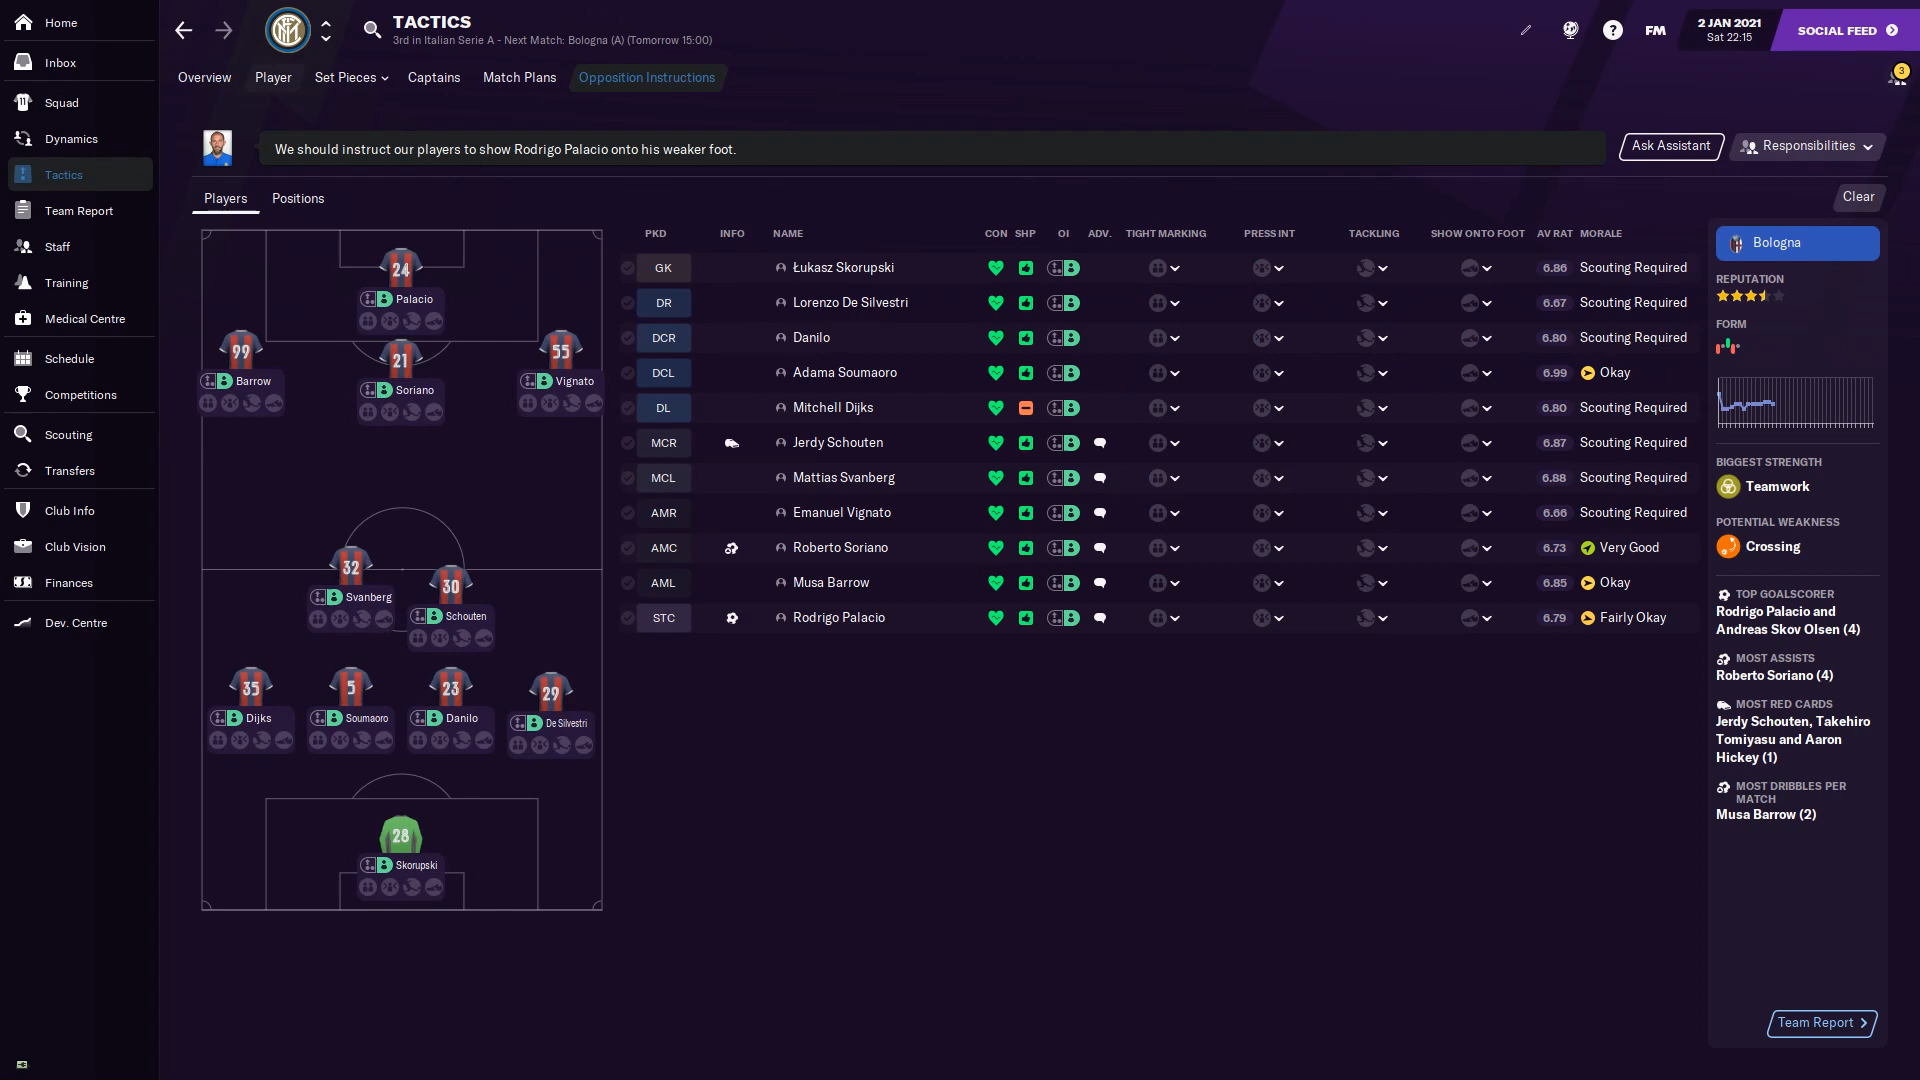 Home
Inbox
Squad
Dynamics
Tactics
Team Report
Staff
Training
Medical Centre
Schedule
Competitions
Scouting
Transfers
Club Info
Club Vision
Finances
Dev. Centre
TACTICS
3rd in Italian Serie A - Next Match: Bologna (A) (Tomorrow 15:00)
FM
2 JAN 2021
Sat 22:15
SOCIAL FEED
3
Overview
Player
Set Pieces
Captains
Match Plans
Opposition Instructions
We should instruct our players to show Rodrigo Palacio onto his weaker foot.
Ask Assistant
Responsibilities
Players
Positions
Clear
24
Palacio
99
Barrow
21
Soriano
55
Vignato
32
Svanberg
30
Schouten
35
Dijks
5
Soumaoro
23
Danilo
29
De Silvestri
28
Skorupski
PKD INFO NAME CON SHP OI ADV. TIGHT MARKING PRESS INT TACKLING SHOW ONTO FOOT AV RAT MORALE
GK Łukasz Skorupski 6.86 Scouting Required
DR Lorenzo De Silvestri 6.67 Scouting Required
DCR Danilo 6.80 Scouting Required
DCL Adama Soumaoro 6.99 Okay
DL Mitchell Dijks 6.80 Scouting Required
MCR Jerdy Schouten 6.87 Scouting Required
MCL Mattias Svanberg 6.88 Scouting Required
AMR Emanuel Vignato 6.66 Scouting Required
AMC Roberto Soriano 6.73 Very Good
AML Musa Barrow 6.85 Okay
STC Rodrigo Palacio 6.79 Fairly Okay
Bologna
REPUTATION
FORM
BIGGEST STRENGTH
Teamwork
POTENTIAL WEAKNESS
Crossing
TOP GOALSCORER
Rodrigo Palacio and
Andreas Skov Olsen (4)
MOST ASSISTS
Roberto Soriano (4)
MOST RED CARDS
Jerdy Schouten, Takehiro
Tomiyasu and Aaron
Hickey (1)
MOST DRIBBLES PER
MATCH
Musa Barrow (2)
Team Report